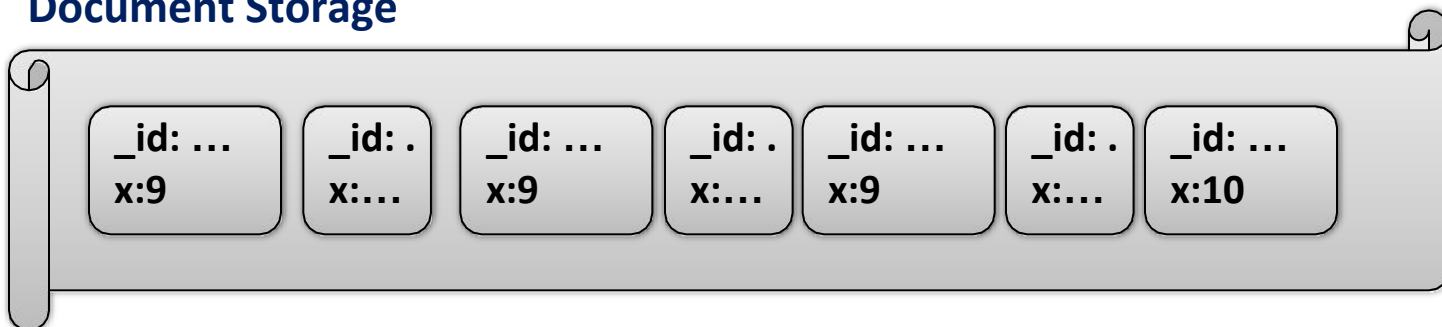 Document Storage
_id: …
x:9
_id: .
x:…
_id: …
x:9
_id: .
x:…
_id: …
x:9
_id: .
x:…
_id: …
x:10